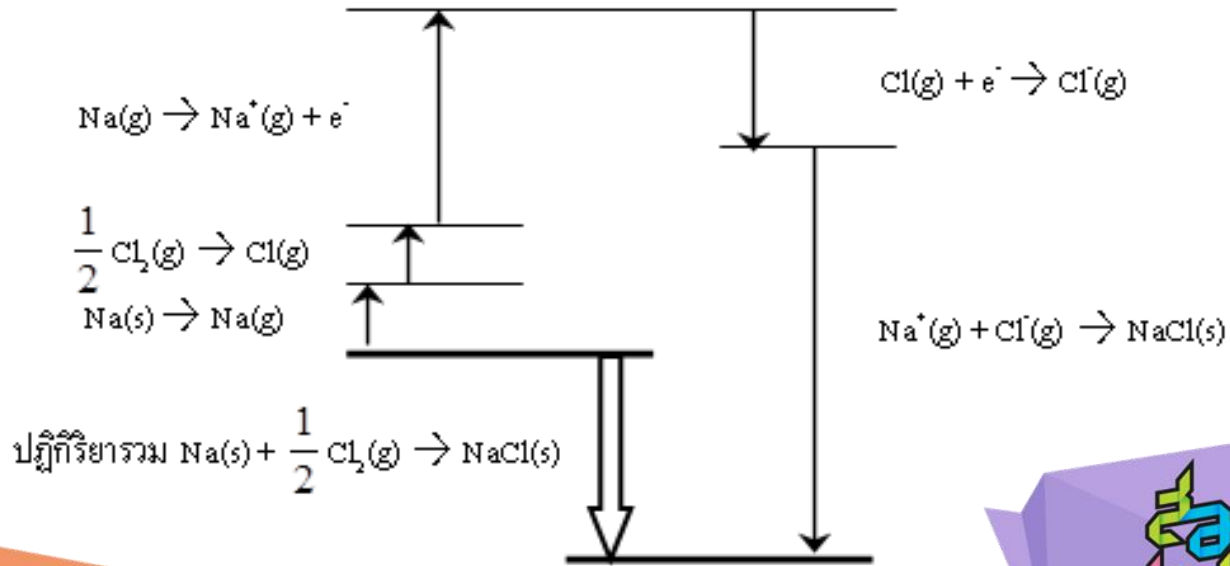 Cl(g) + e⁻ → Cl⁻(g)
Na(g) → Na⁺(g) + e⁻
1/2 Cl₂(g) → Cl(g)
Na(s) → Na(g)
Na⁺(g) + Cl⁻(g) → NaCl(s)
ปฏิกิริยารวม Na(s) + 1/2 Cl₂(g) → NaCl(s)